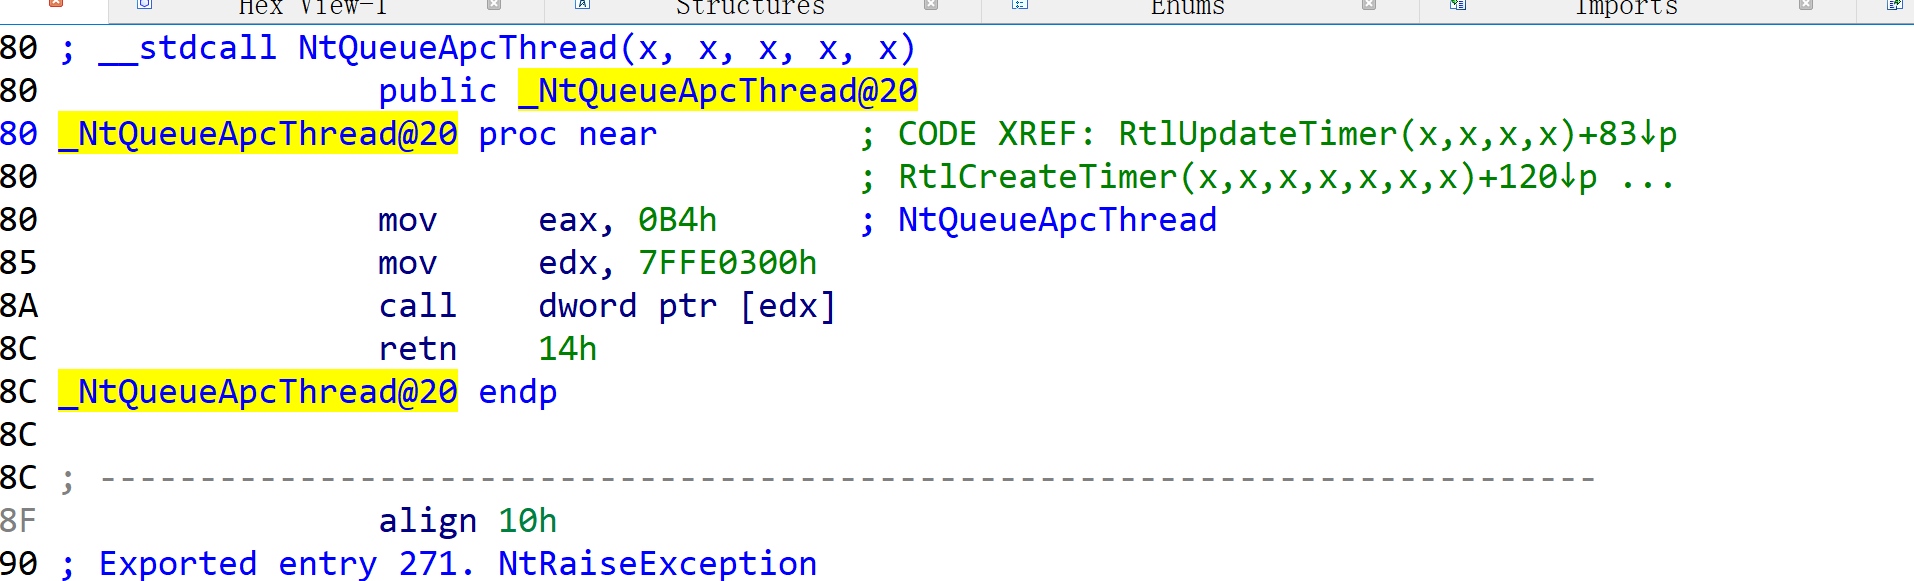 Hex View-1 Structures Enums Imports
80 ; __stdcall NtQueueApcThread(x, x, x, x, x)
80 public _NtQueueApcThread@20
80 _NtQueueApcThread@20 proc near ; CODE XREF: RtlUpdateTimer(x,x,x,x)+83↓p
80 ; RtlCreateTimer(x,x,x,x,x,x,x)+120↓p ...
80 mov eax, 0B4h ; NtQueueApcThread
85 mov edx, 7FFE0300h
8A call dword ptr [edx]
8C retn 14h
8C _NtQueueApcThread@20 endp
8C
8C ; ---------------------------------------------------------------------------
8F align 10h
90 ; Exported entry 271. NtRaiseException